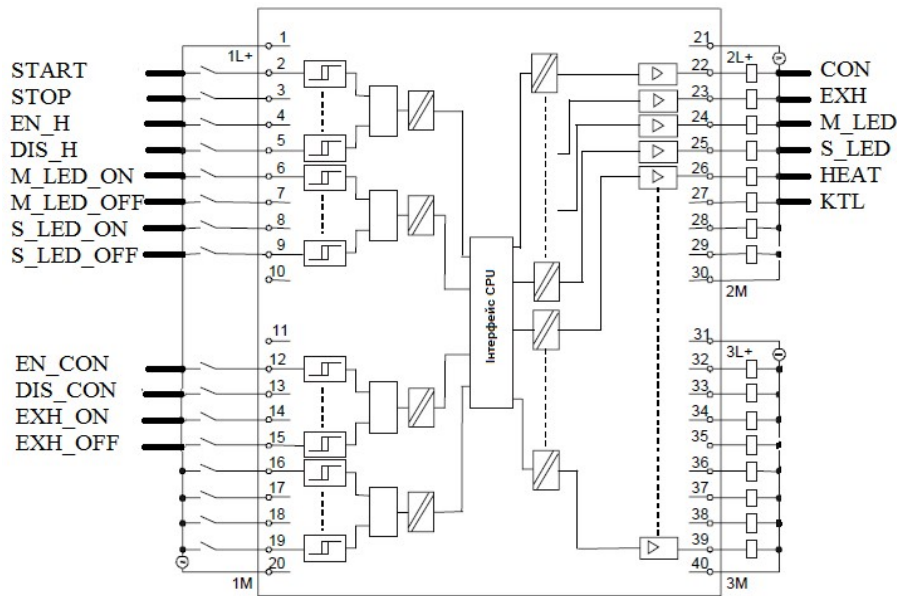 1 21
1L+ 2L+
START 2 22 CON
STOP 3 23 EXH
EN_H 4 24 M_LED
DIS_H 5 25 S_LED
M_LED_ON 6 26 HEAT
M_LED_OFF 7 27 KTL
S_LED_ON 8 28
S_LED_OFF 9 29
10 30
2M
Інтерфейс CPU
11 31
3L+
EN_CON 12 32
DIS_CON 13 33
EXH_ON 14 34
EXH_OFF 15 35
16 36
17 37
18 38
19 39
20 40
1M 3M